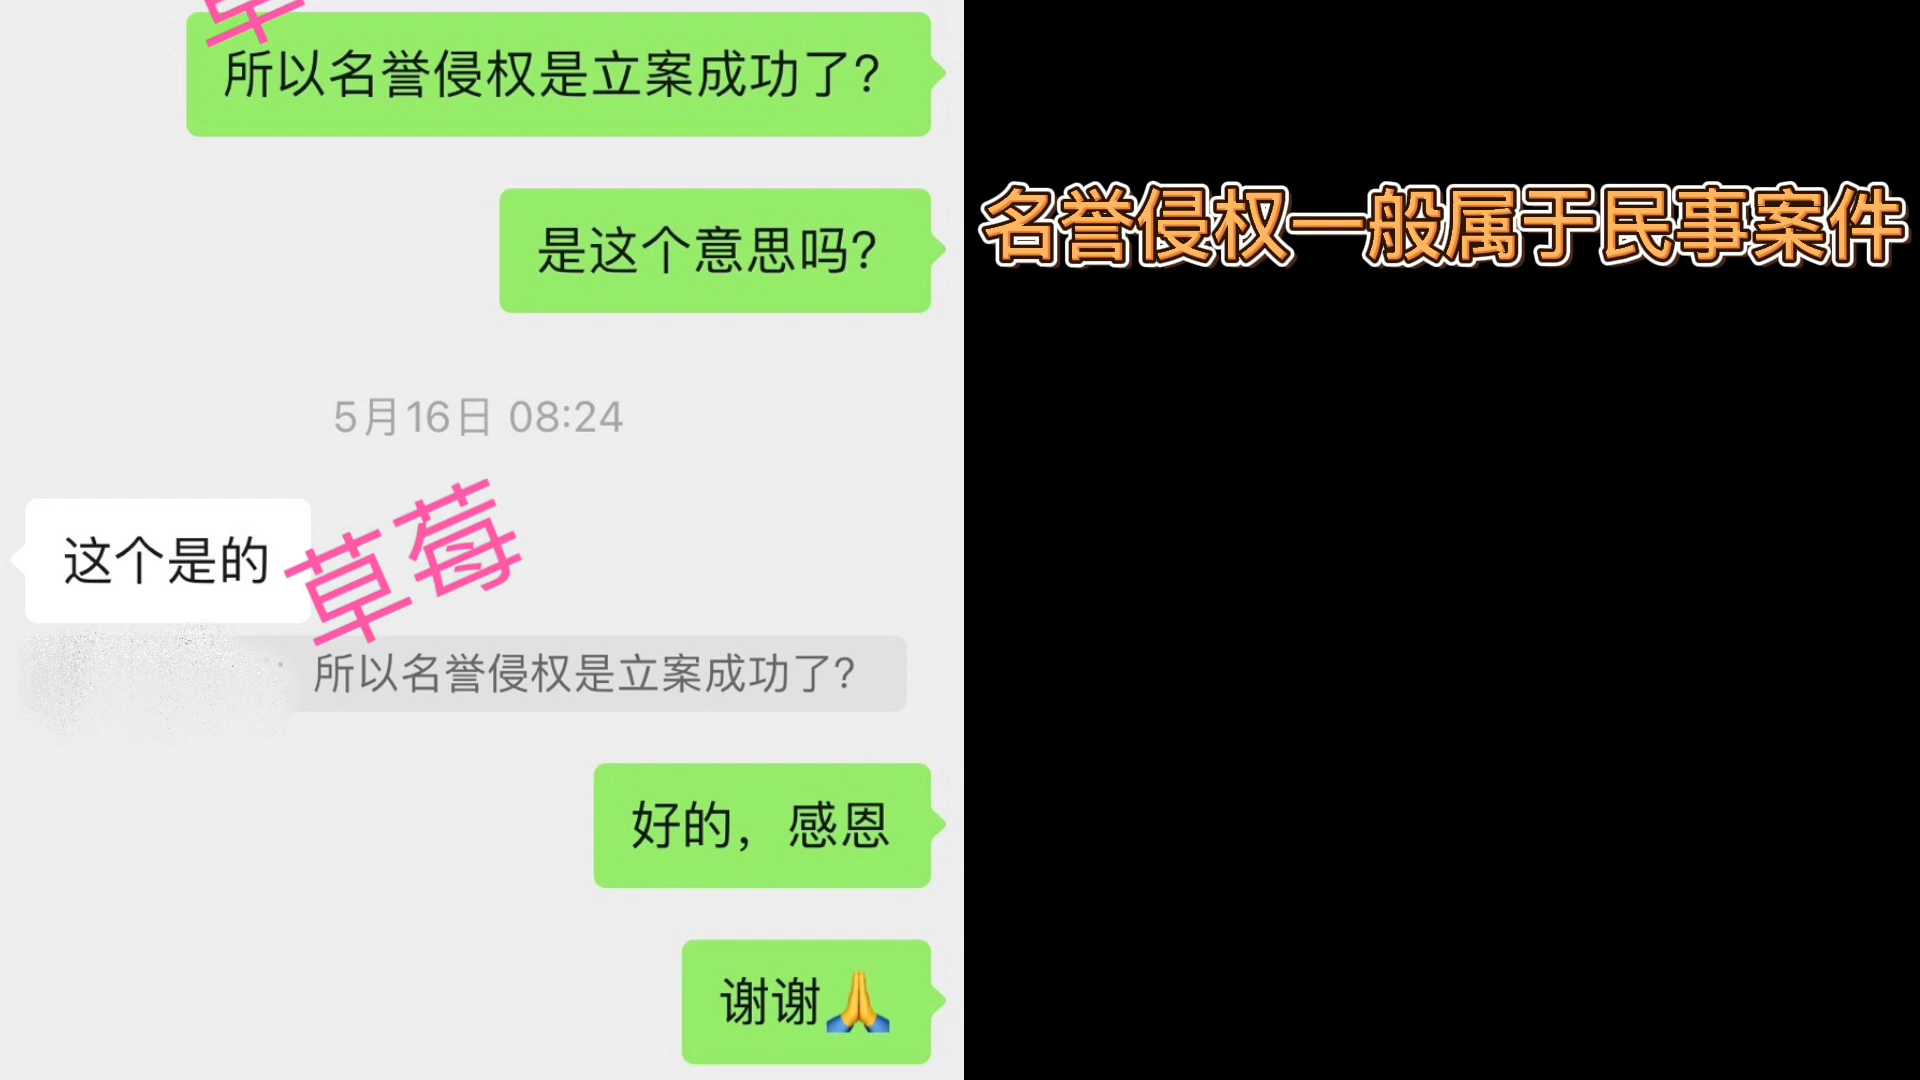 所以名誉侵权是立案成功了?
是这个意思吗?
名誉侵权一般属于民事案件
5月16日 08:24
这个是的
草莓
所以名誉侵权是立案成功了?
好的，感恩
谢谢🙏